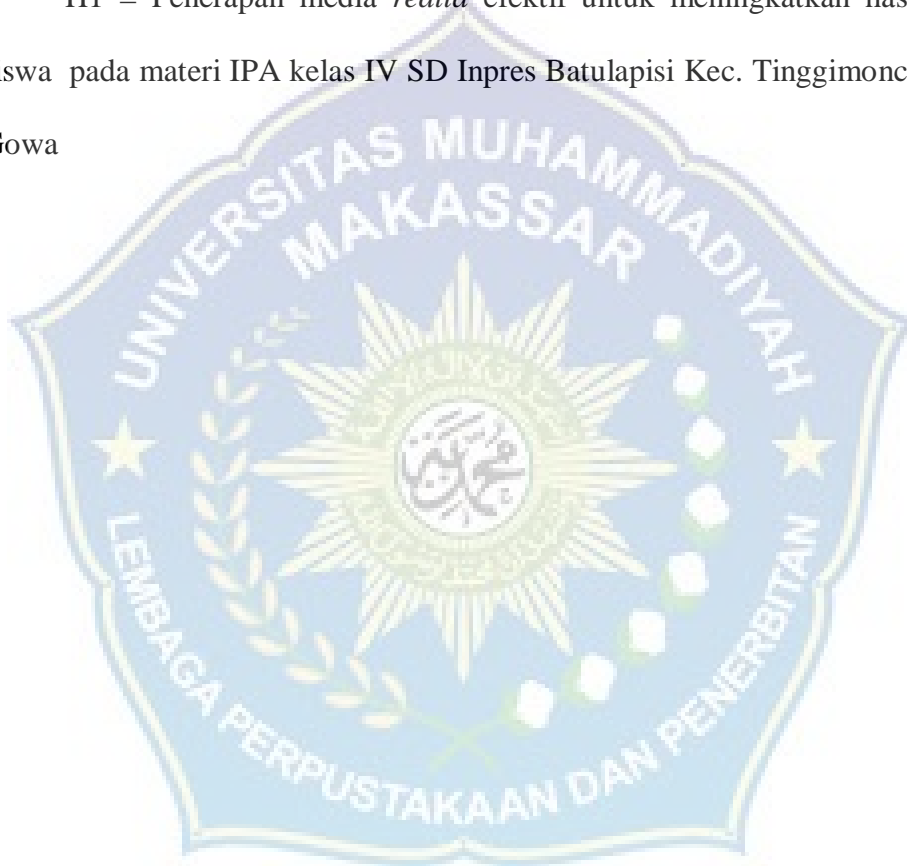 = Penerapan media realia efektif untuk meningkatkan
pada materi IPA kelas IV SD Inpres Batulapisi Kec.
UNIVERSITAS MUHAMMADIYAH
MAKASSAR
LEMBAGA PERPUSTAKAAN DAN PENERBITAN